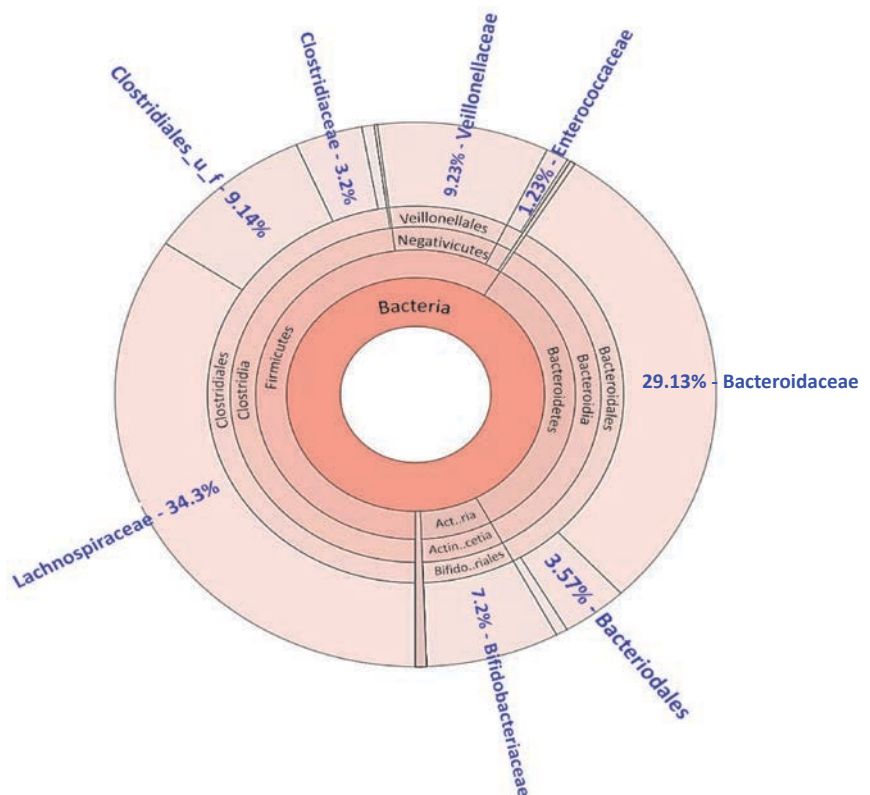 Clostridiales_u_f - 9.14%
Clostridiaceae - 3.2%
9.23% - Veillonellaceae
1.23% - Enterococcaceae
Veillonellales
Negativicutes
Bacteria
Firmicutes
Clostridia
Clostridiales
Bacteroidetes
Bacteroidia
Bacteroidales
29.13% - Bacteroidaceae
Lachnospiraceae - 34.3%
Act..ria
Actin..cetia
Bifido..riales
3.57% - Bacteriodales
7.2% - Bifidobacteriaceae